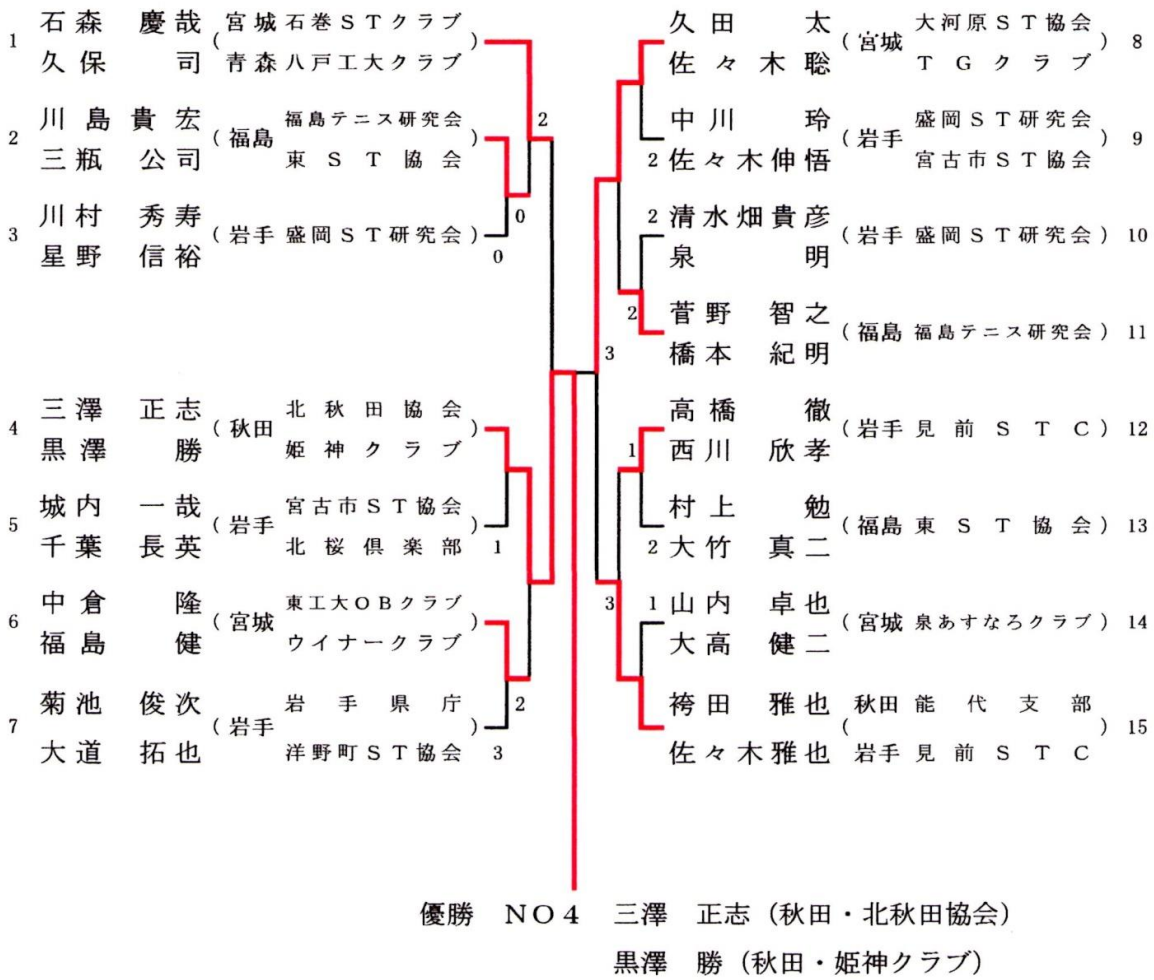 1 石森 慶哉 (宮城 石巻STクラブ)
久保 司 青森 八戸工大クラブ
2 川島貴宏 (福島 福島テニス研究会)
三瓶 公司 東ST協会
3 川村 秀寿 (岩手 盛岡ST研究会)
星野 信裕
4 三澤 正志 (秋田 北秋田協会)
黒澤 勝 姫神クラブ
5 城内 一哉 (岩手 宮古市ST協会)
千葉 長英 北桜倶楽部
6 中倉 隆 (宮城 東工大OBクラブ)
福島 健 ウイナークラブ
7 菊池 俊次 (岩手 岩手県庁)
大道 拓也 洋野町ST協会
2
0
0
1
2
3
久田 太 (宮城 大河原ST協会) 8
佐々木聡 TGクラブ
中川 玲 (岩手 盛岡ST研究会) 9
2 佐々木伸悟 宮古市ST協会
2 清水畑貴彦 (岩手 盛岡ST研究会) 10
泉 明
2 菅野 智之 (福島 福島テニス研究会) 11
橋本 紀明
3
高橋 徹 (岩手 見前STC) 12
1 西川 欣孝
村上 勉 (福島 東ST協会) 13
2 大竹 真二
3 1 山内 卓也 (宮城 泉あすなろクラブ) 14
大高 健二
袴田 雅也 (秋田 能代支部) 15
佐々木雅也 岩手 見前STC
優勝 NO4 三澤 正志(秋田・北秋田協会)
黒澤 勝(秋田・姫神クラブ)